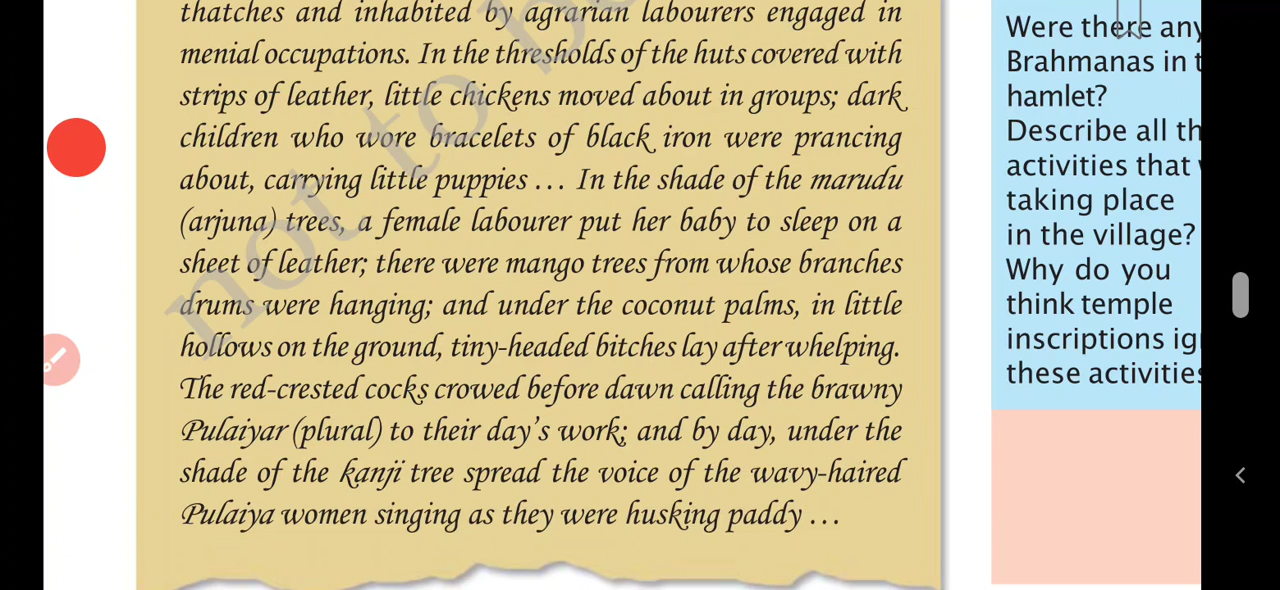 thatches and inhabited by agrarian labourers engaged in
menial occupations. In the thresholds of the huts covered with
strips of leather, little chickens moved about in groups; dark
children who wore bracelets of black iron were prancing
about, carrying little puppies ... In the shade of the marudu
(arjuna) trees, a female labourer put her baby to sleep on a
sheet of leather; there were mango trees from whose branches
drums were hanging; and under the coconut palms, in little
hollows on the ground, tiny-headed bitches lay after whelping.
The red-crested cocks crowed before dawn calling the brawny
Pulaiyar (plural) to their day's work; and by day, under the
shade of the kanji tree spread the voice of the wavy-haired
Pulaiya women singing as they were husking paddy ...
not to be
Were there any
Brahmanas in t
hamlet?
Describe all th
activities that
taking place
in the village?
Why do you
think temple
inscriptions ig
these activities